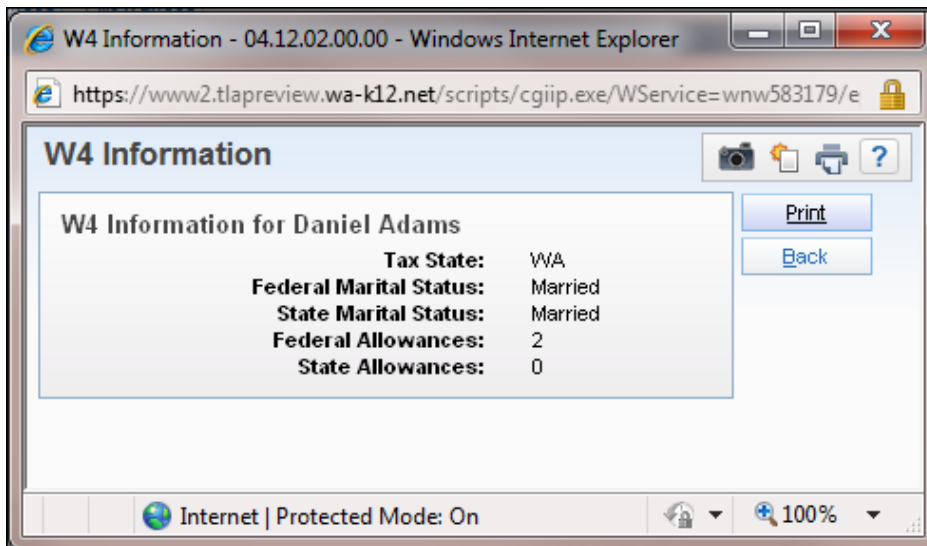 W4 Information - 04.12.02.00.00 - Windows Internet Explorer
https://www2.tlapreview.wa-k12.net/scripts/cgiip.exe/WService=wnw583179/e
W4 Information
?
W4 Information for Daniel Adams
Print
Tax State: WA
Back
Federal Marital Status: Married
State Marital Status: Married
Federal Allowances: 2
State Allowances: 0
Internet | Protected Mode: On
100%